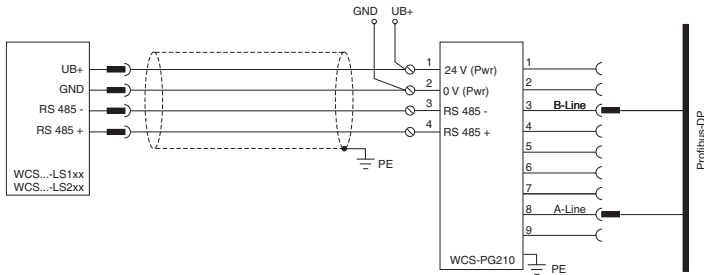 GND UB+
UB+
GND
RS 485 -
RS 485 +
WCS...-LS1xx
WCS...-LS2xx
PE
1 24 V (Pwr)
2 0 V (Pwr)
3 RS 485 -
4 RS 485 +
WCS-PG210
PE
1
2
3 B-Line
4
5
6
7
8 A-Line
9
Profibus-DP